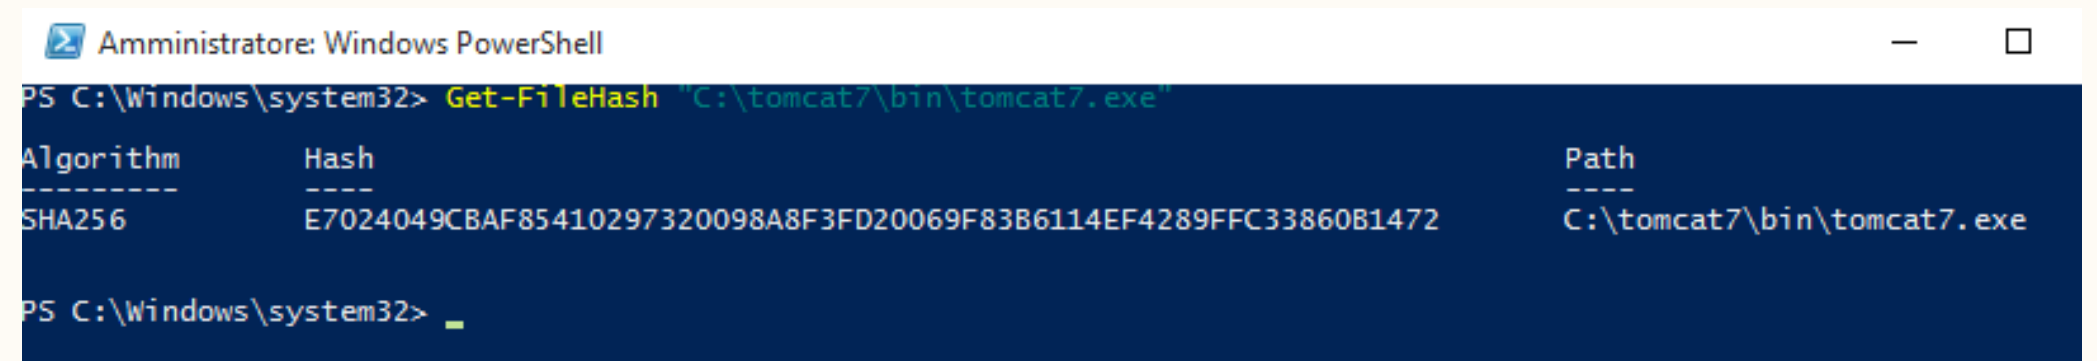 Amministratore: Windows PowerShell
PS C:\Windows\system32> Get-FileHash "C:\tomcat7\bin\tomcat7.exe"
Algorithm Hash Path
--------- ---- ----
SHA256 E7024049CBAF85410297320098A8F3FD20069F83B6114EF4289FFC33860B1472 C:\tomcat7\bin\tomcat7.exe
PS C:\Windows\system32>